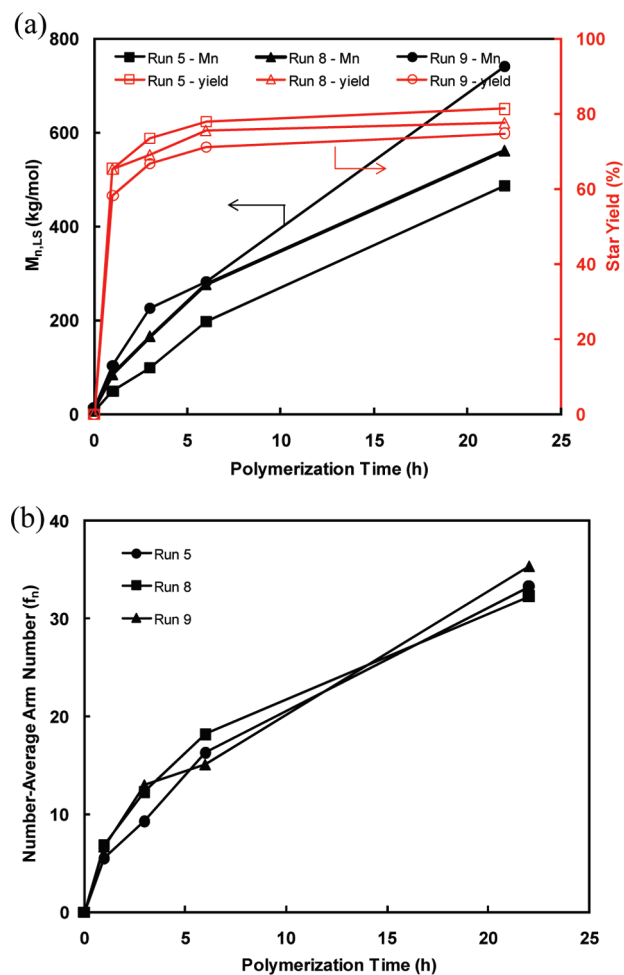 (a)
800
600
400
200
0
M_n,LS (kg/mol)
Run 5 - Mn Run 8 - Mn Run 9 - Mn
Run 5 - yield Run 8 - yield Run 9 - yield
100
80
60
40
20
0
Star Yield (%)
0 5 10 15 20 25
Polymerization Time (h)
(b)
40
30
20
10
0
Number-Average Arm Number (f_n)
Run 5
Run 8
Run 9
0 5 10 15 20 25
Polymerization Time (h)